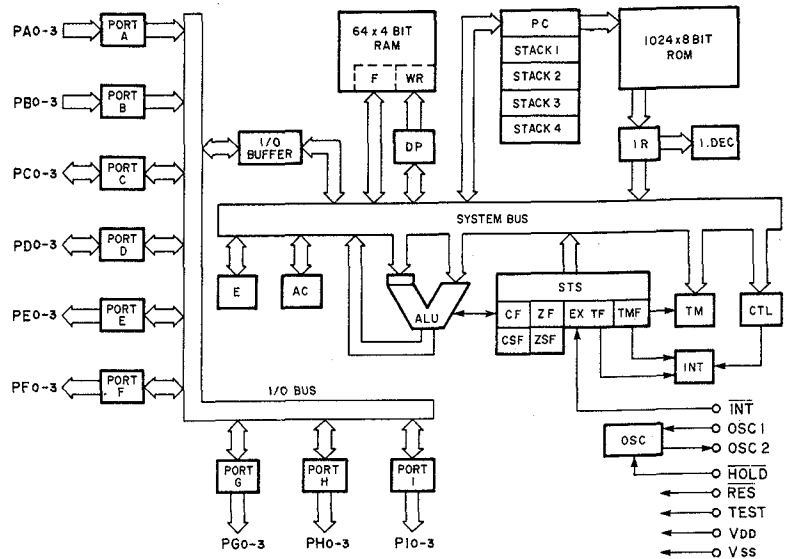 PA0-3
PORT
A
PB0-3
PORT
B
PC0-3
PORT
C
PD0-3
PORT
D
PE0-3
PORT
E
PF0-3
PORT
F
I/O
BUFFER
64 x 4 BIT
RAM
F
WR
DP
PC
STACK 1
STACK 2
STACK 3
STACK 4
1024 x 8 BIT
ROM
IR
I.DEC
SYSTEM BUS
E
AC
ALU
STS
CF
ZF
EX TF
TMF
CSF
ZSF
TM
CTL
INT
I/O BUS
PORT
G
PORT
H
PORT
I
PG0~3
PH0-3
PI0-3
INT
OSC
OSC 1
OSC 2
HOLD
RES
TEST
VDD
VSS